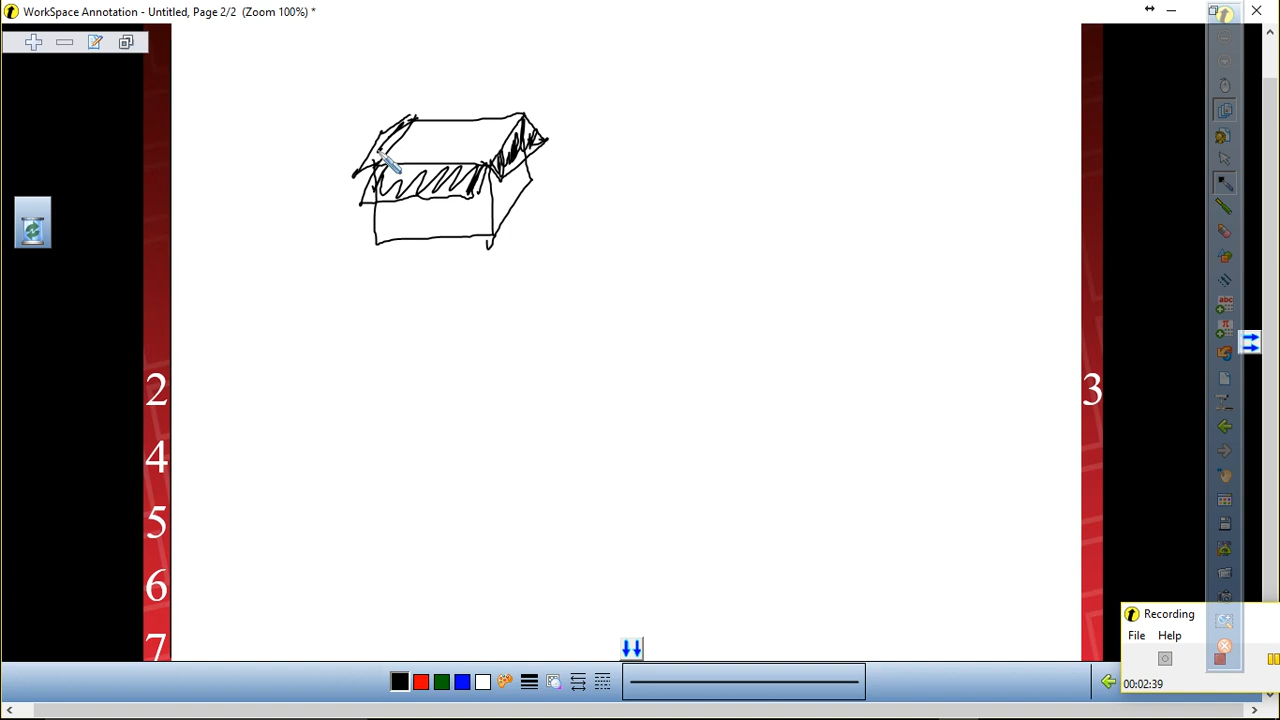 WorkSpace Annotation - Untitled, Page 2/2 (Zoom 100%) *
2
4
5
6
7
3
abc
π
Recording
File Help
00:02:39